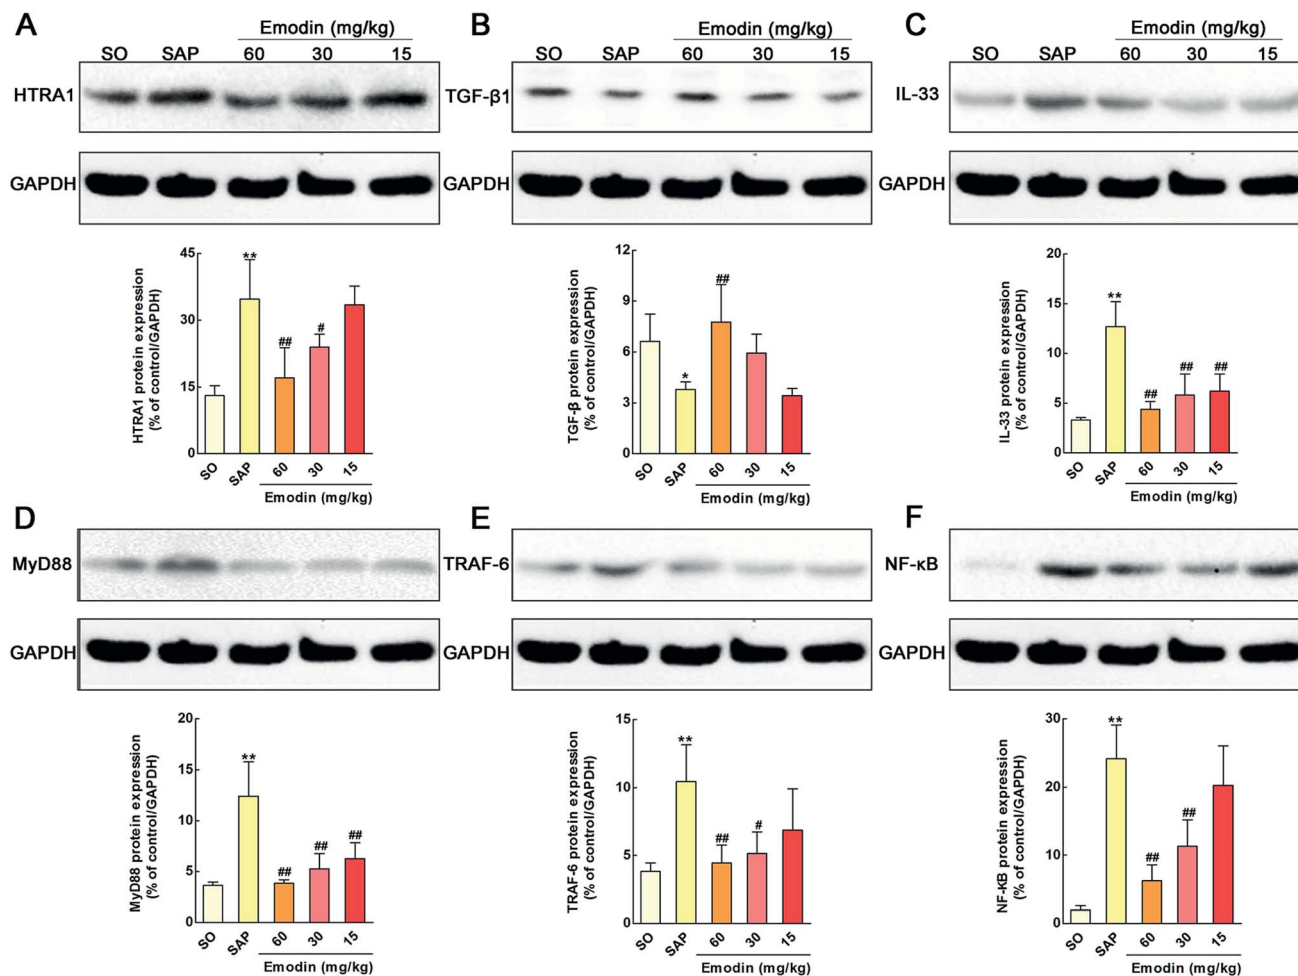 A
Emodin (mg/kg)
SO SAP 60 30 15
HTRA1
GAPDH
HTRA1 protein expression
(% of control/GAPDH)
45
30
15
0
**
##
#
SO SAP 60 30 15
Emodin (mg/kg)
B
Emodin (mg/kg)
SO SAP 60 30 15
TGF-β1
GAPDH
TGF-β protein expression
(% of control/GAPDH)
12
9
6
3
0
*
##
SO SAP 60 30 15
Emodin (mg/kg)
C
Emodin (mg/kg)
SO SAP 60 30 15
IL-33
GAPDH
IL-33 protein expression
(% of control/GAPDH)
20
15
10
5
0
**
##
##
##
SO SAP 60 30 15
Emodin (mg/kg)
D
MyD88
GAPDH
MyD88 protein expression
(% of control/GAPDH)
20
15
10
5
0
**
##
##
##
SO SAP 60 30 15
Emodin (mg/kg)
E
TRAF-6
GAPDH
TRAF-6 protein expression
(% of control/GAPDH)
15
10
5
0
**
##
#
SO SAP 60 30 15
Emodin (mg/kg)
F
NF-κB
GAPDH
NF-KB protein expression
(% of control/GAPDH)
30
20
10
0
**
##
##
SO SAP 60 30 15
Emodin (mg/kg)